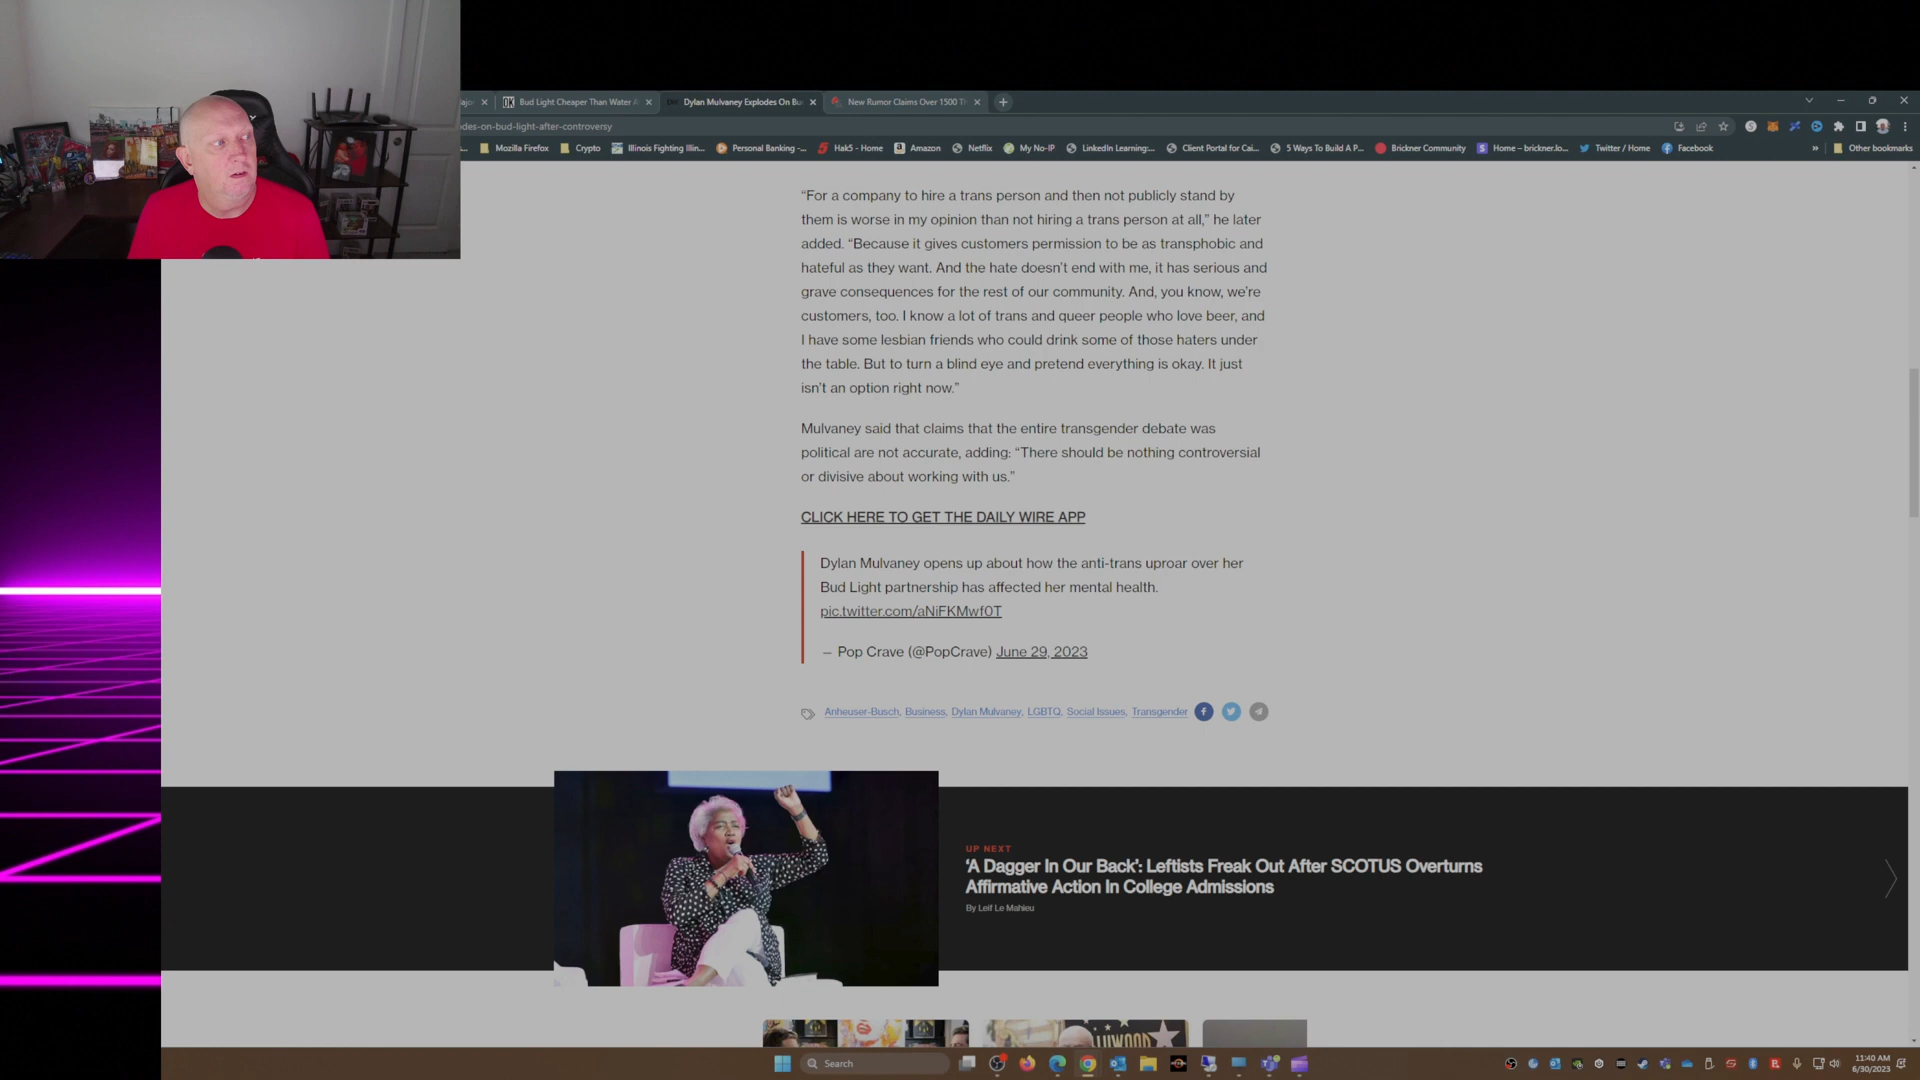 Bud Light Cheaper Than Water A
Dylan Mulvaney Explodes On Bu
New Rumor Claims Over 1500 T
des-on-bud-light-after-controversy
Mozilla Firefox
Crypto
Illinois Fighting Illin...
Personal Banking -...
Hak5 - Home
Amazon
Netflix
My No-IP
LinkedIn Learning:...
Client Portal for Cai...
5 Ways To Build A P...
Brickner Community
Home – brickner.lo...
Twitter / Home
Facebook
»
Other bookmarks
“For a company to hire a trans person and then not publicly stand by
them is worse in my opinion than not hiring a trans person at all,” he later
added. “Because it gives customers permission to be as transphobic and
hateful as they want. And the hate doesn’t end with me, it has serious and
grave consequences for the rest of our community. And, you know, we’re
customers, too. I know a lot of trans and queer people who love beer, and
I have some lesbian friends who could drink some of those haters under
the table. But to turn a blind eye and pretend everything is okay. It just
isn’t an option right now.”
Mulvaney said that claims that the entire transgender debate was
political are not accurate, adding: “There should be nothing controversial
or divisive about working with us.”
CLICK HERE TO GET THE DAILY WIRE APP
Dylan Mulvaney opens up about how the anti-trans uproar over her
Bud Light partnership has affected her mental health.
pic.twitter.com/aNiFKMwf0T
— Pop Crave (@PopCrave) June 29, 2023
Anheuser-Busch, Business, Dylan Mulvaney, LGBTQ, Social Issues, Transgender
UP NEXT
‘A Dagger In Our Back’: Leftists Freak Out After SCOTUS Overturns
Affirmative Action In College Admissions
By Leif Le Mahieu
Search
11:40 AM
6/30/2023